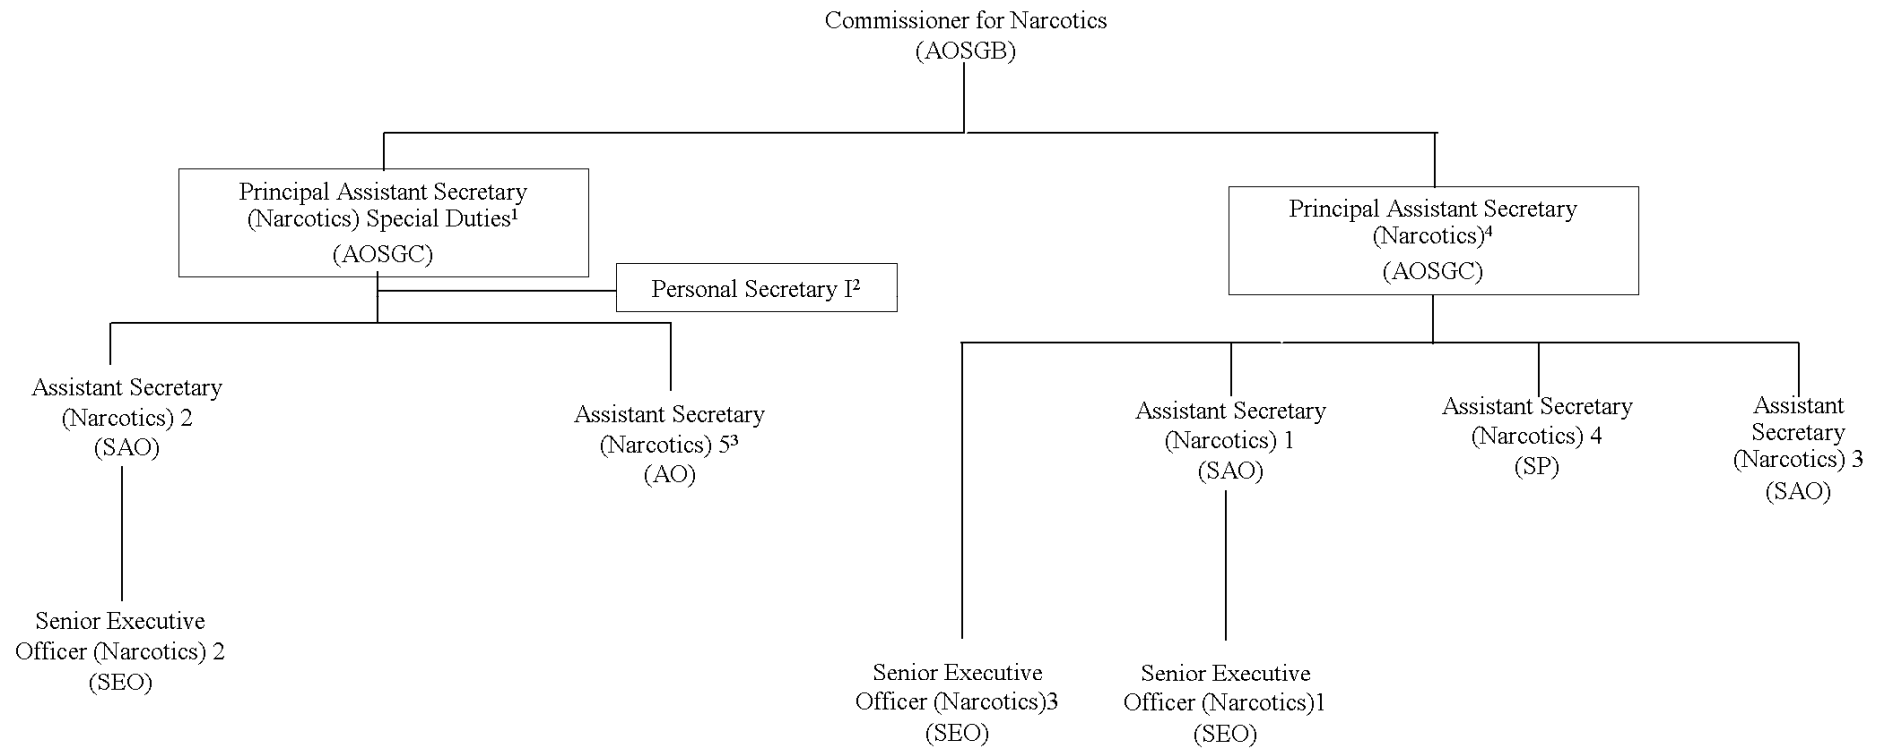 Commissioner for Narcotics
(AOSGB)
Principal Assistant Secretary
(Narcotics) Special Duties¹
(AOSGC)
Principal Assistant Secretary
(Narcotics)⁴
(AOSGC)
Personal Secretary I²
Assistant Secretary
(Narcotics) 2
(SAO)
Assistant Secretary
(Narcotics) 5³
(AO)
Assistant Secretary
(Narcotics) 1
(SAO)
Assistant Secretary
(Narcotics) 4
(SP)
Assistant
Secretary
(Narcotics) 3
(SAO)
Senior Executive
Officer (Narcotics) 2
(SEO)
Senior Executive
Officer (Narcotics)3
(SEO)
Senior Executive
Officer (Narcotics)1
(SEO)